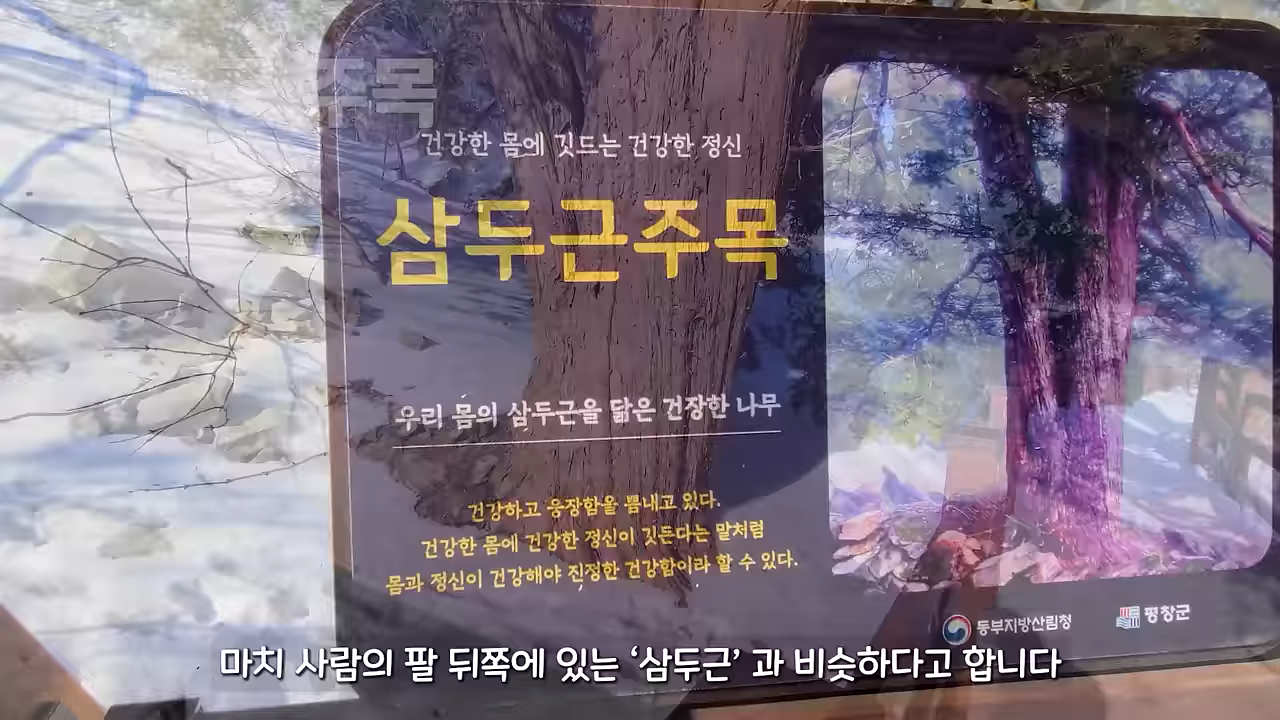 주목
건강한 몸에 깃드는 건강한 정신
삼두근주목
우리 몸의 삼두근을 닮은 건장한 나무
건강하고 웅장함을 뽐내고 있다.
건강한 몸에 건강한 정신이 깃든다는 말처럼
몸과 정신이 건강해야 진정한 건강함이라 할 수 있다.
동부지방산림청
평창군
마치 사람의 팔 뒤쪽에 있는 ‘삼두근’ 과 비슷하다고 합니다